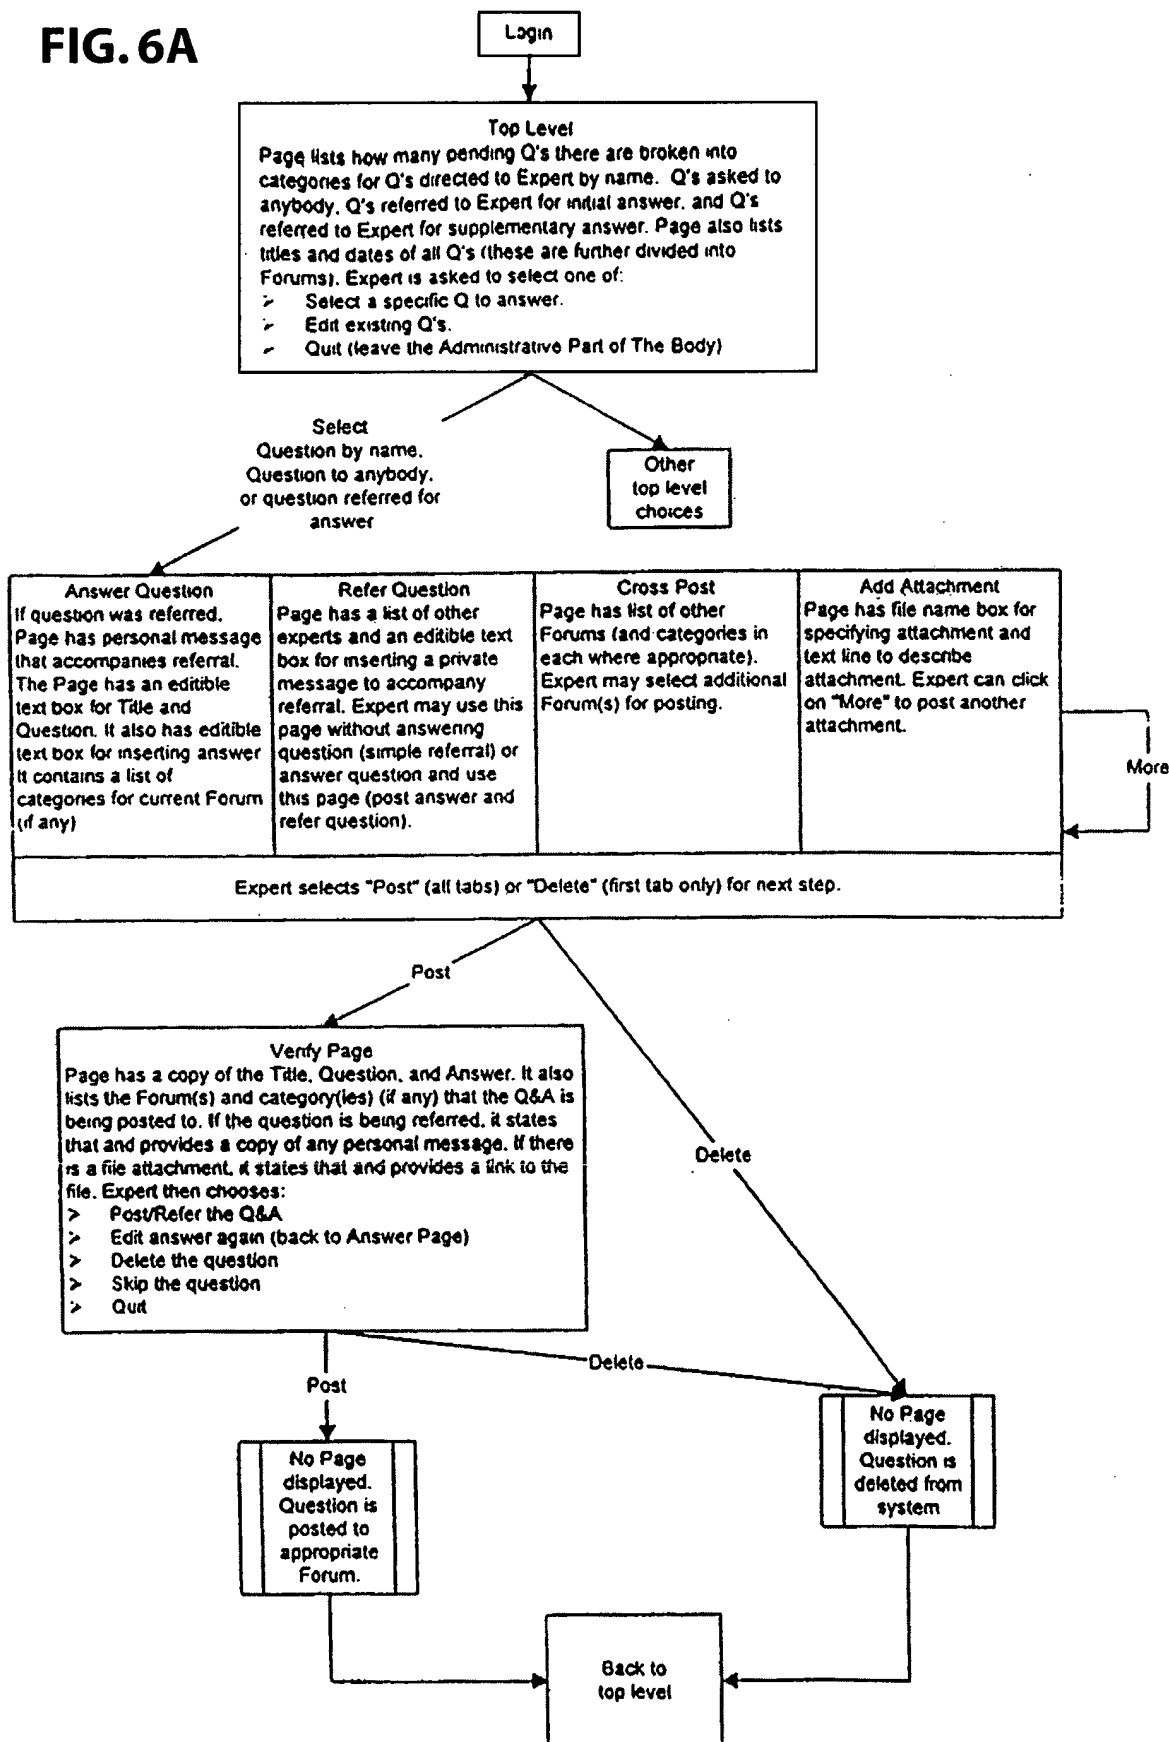 FIG. 6A
Login
Top Level
Page lists how many pending Q's there are broken into
categories for Q's directed to Expert by name. Q's asked to
anybody, Q's referred to Expert for initial answer, and Q's
referred to Expert for supplementary answer. Page also lists
titles and dates of all Q's (these are further divided into
Forums). Expert is asked to select one of:
➢ Select a specific Q to answer.
➢ Edit existing Q's.
➢ Quit (leave the Administrative Part of The Body)
Select
Question by name,
Question to anybody,
or question referred for
answer
Other
top level
choices
Answer Question
If question was referred,
Page has personal message
that accompanies referral.
The Page has an editible
text box for Title and
Question. It also has editible
text box for inserting answer
It contains a list of
categories for current Forum
(if any)
Refer Question
Page has a list of other
experts and an editible text
box for inserting a private
message to accompany
referral. Expert may use this
page without answering
question (simple referral) or
answer question and use
this page (post answer and
refer question).
Cross Post
Page has list of other
Forums (and categories in
each where appropriate).
Expert may select additional
Forum(s) for posting.
Add Attachment
Page has file name box for
specifying attachment and
text line to describe
attachment. Expert can click
on "More" to post another
attachment.
More
Expert selects "Post" (all tabs) or "Delete" (first tab only) for next step.
Post
Delete
Verify Page
Page has a copy of the Title, Question, and Answer. It also
lists the Forum(s) and category(ies) (if any) that the Q&A is
being posted to. If the question is being referred, it states
that and provides a copy of any personal message. If there
is a file attachment, it states that and provides a link to the
file. Expert then chooses:
➢ Post/Refer the Q&A
➢ Edit answer again (back to Answer Page)
➢ Delete the question
➢ Skip the question
➢ Quit
Post
Delete
No Page
displayed.
Question is
posted to
appropriate
Forum.
No Page
displayed.
Question is
deleted from
system
Back to
top level